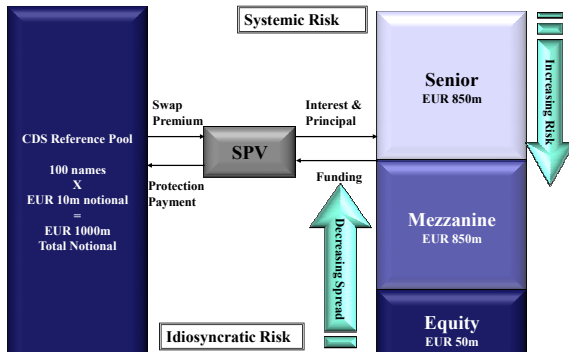 Systemic Risk
Senior
EUR 850m
Increasing Risk
Swap
Premium
Interest &
Principal
CDS Reference Pool
100 names
X
EUR 10m notional
=
EUR 1000m
Total Notional
SPV
Protection
Payment
Funding
Decreasing Spread
Mezzanine
EUR 850m
Idiosyncratic Risk
Equity
EUR 50m